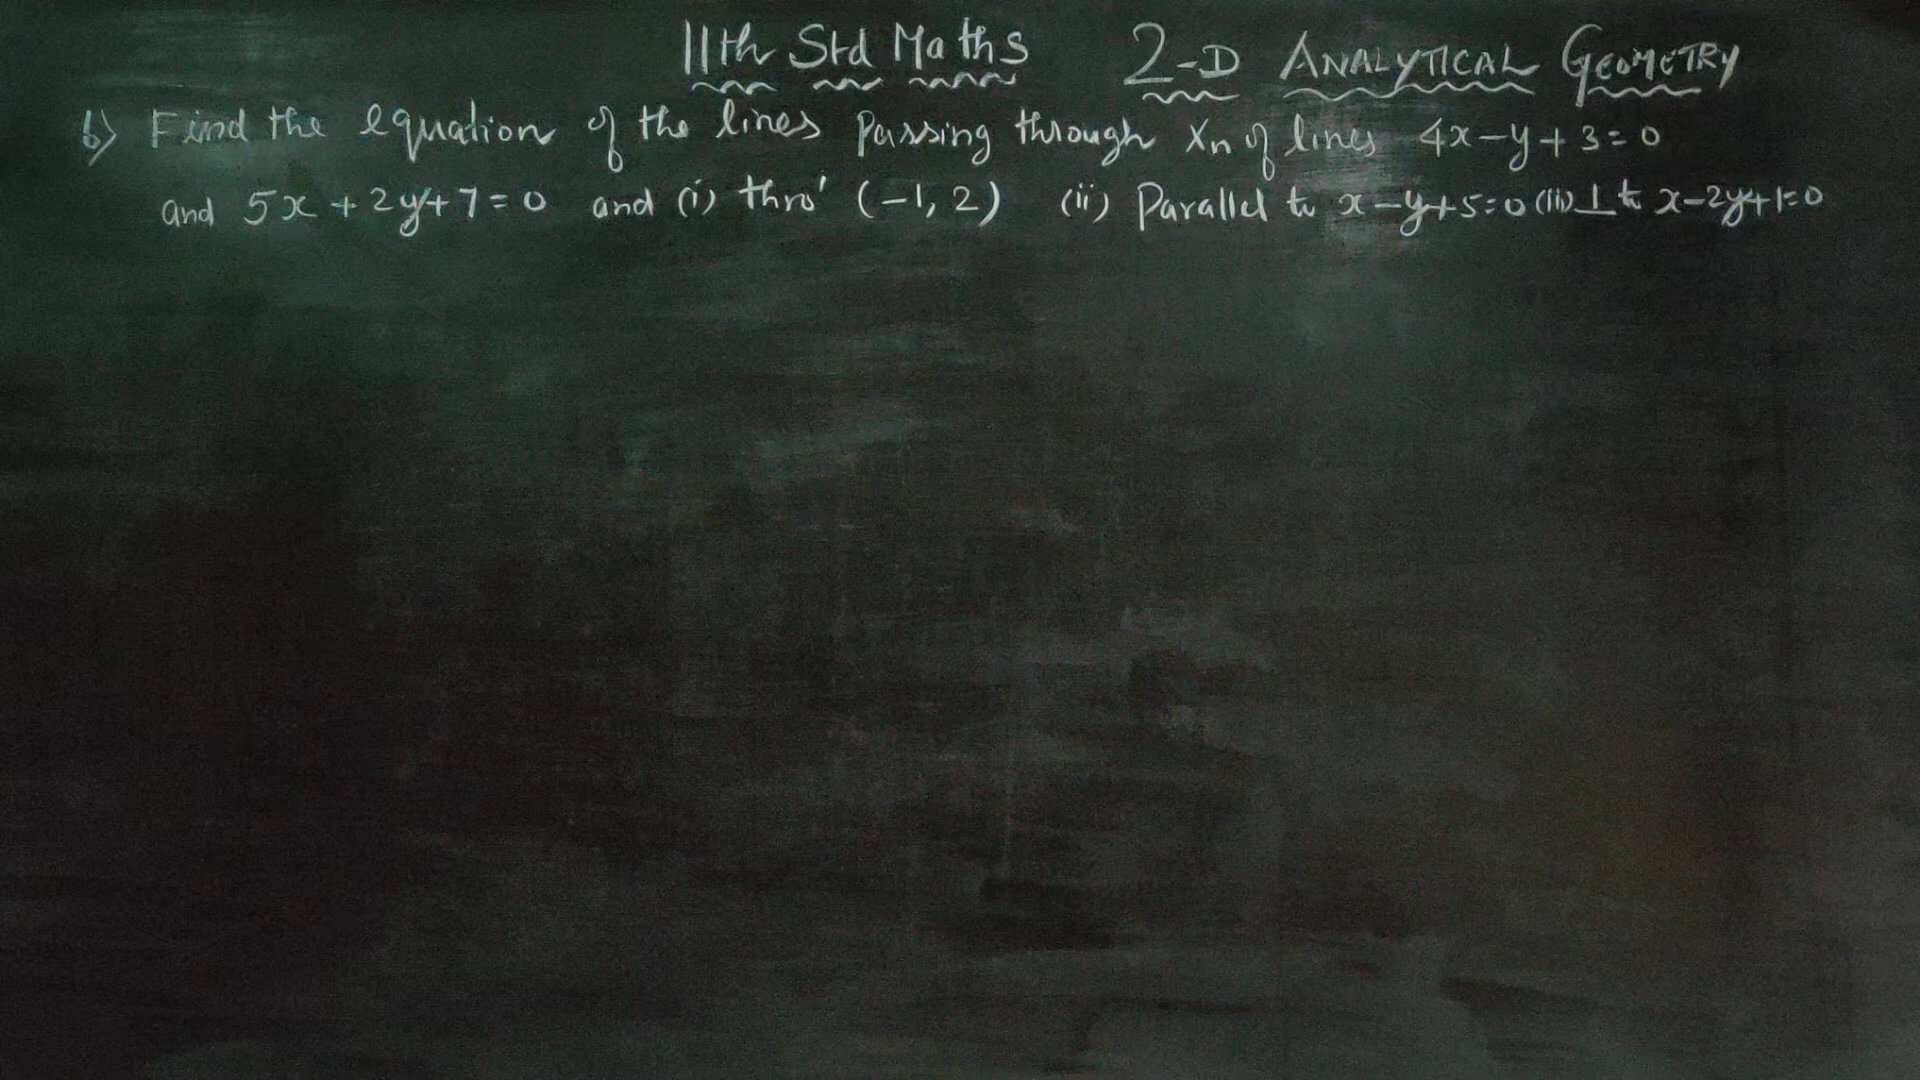 11th Std Maths 2-D ANALYTICAL GEOMETRY
6) Find the equation of the lines passing through Xn of lines 4x-y+3=0
and 5x+2y+7=0 and (i) thro' (-1, 2) (ii) Parallel to x-y+5=0 (iii) ⊥ to x-2y+1=0